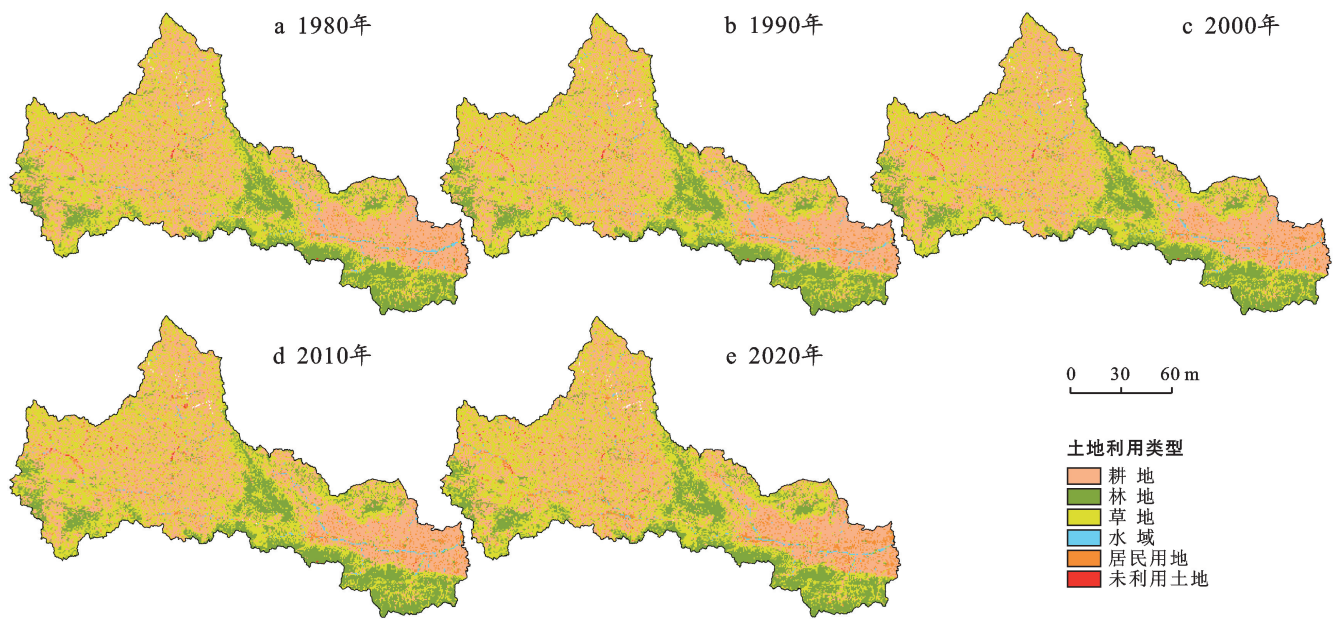 a 1980年
b 1990年
c 2000年
d 2010年
e 2020年
0 30 60 m
土地利用类型
耕 地
林 地
草 地
水 域
居民用地
未利用土地